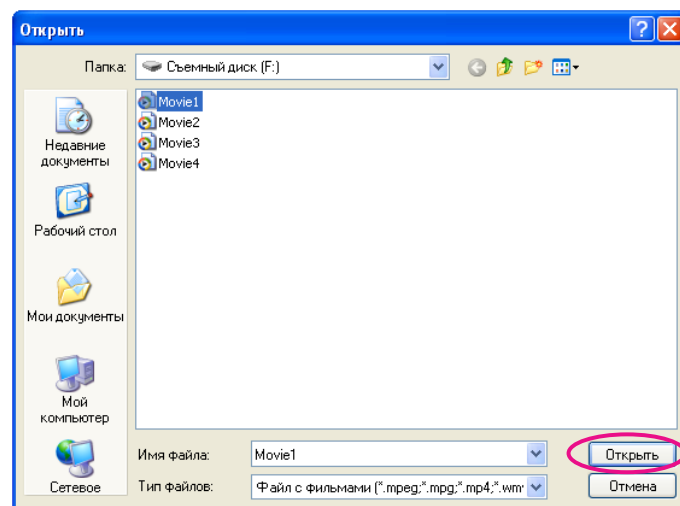 Открыть
Папка:
Съемный диск (F:)
Movie1
Movie2
Movie3
Movie4
Недавние
документы
Рабочий стол
Мои документы
Мой
компьютер
Сетевое
Имя файла:
Movie1
Открыть
Тип файлов:
Файл с фильмами (*.mpeg;*.mpg;*.mp4;*.wm
Отмена